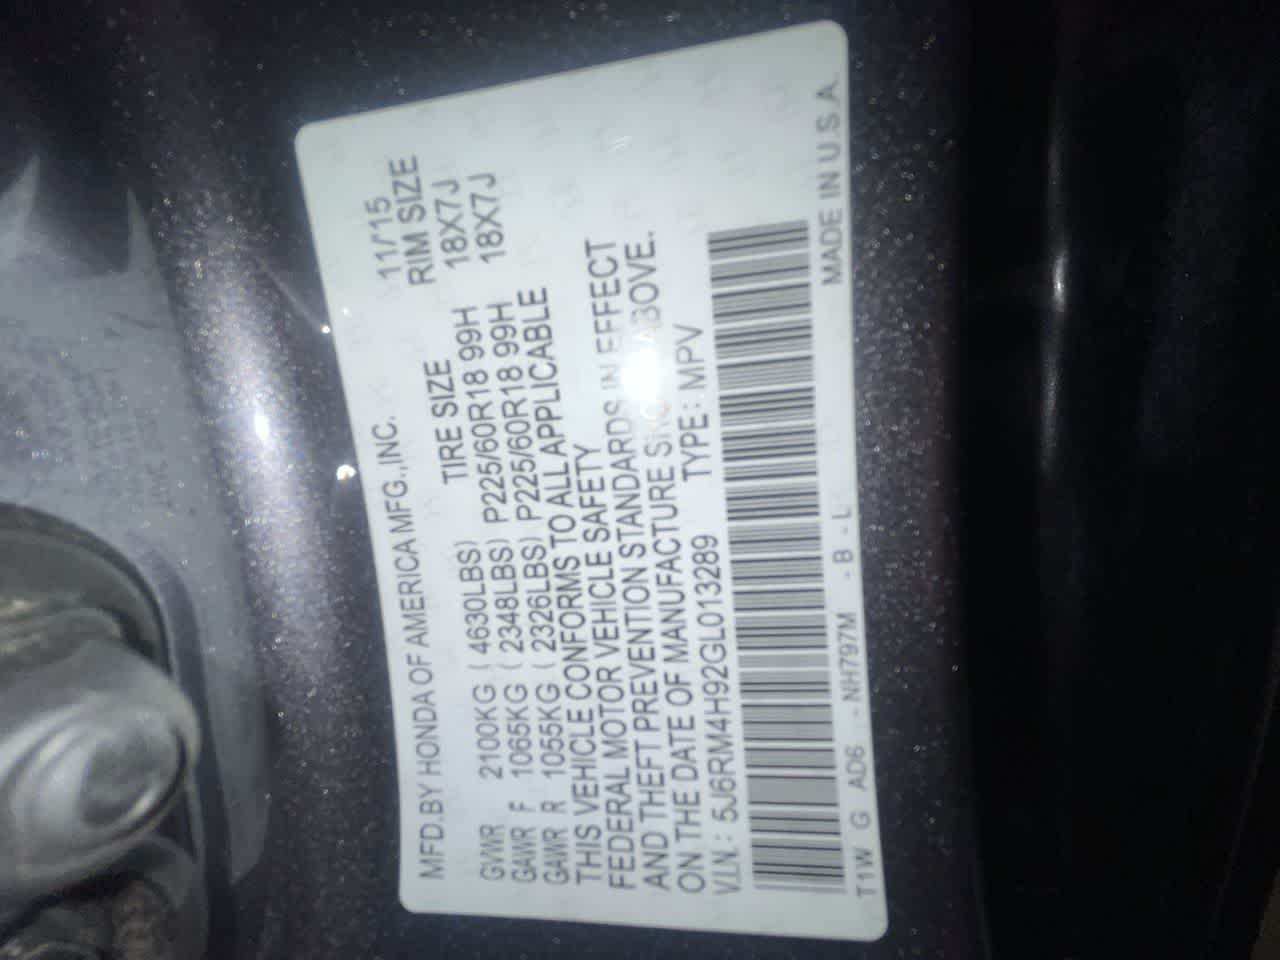 MFD.BY HONDA OF AMERICA MFG.,INC. 11/15
TIRE SIZE RIM SIZE
GVWR 2100KG ( 4630LBS)
GAWR F 1065KG ( 2348LBS) P225/60R18 99H 18X7J
GAWR R 1055KG ( 2326LBS) P225/60R18 99H 18X7J
THIS VEHICLE CONFORMS TO ALL APPLICABLE
FEDERAL MOTOR VEHICLE SAFETY
AND THEFT PREVENTION STANDARDS IN EFFECT
ON THE DATE OF MANUFACTURE ABOVE.
V.I.N.: 5J6RM4H92GL013289 TYPE: MPV
T1W G AD6 - NH797M - B - L MADE IN U.S.A.